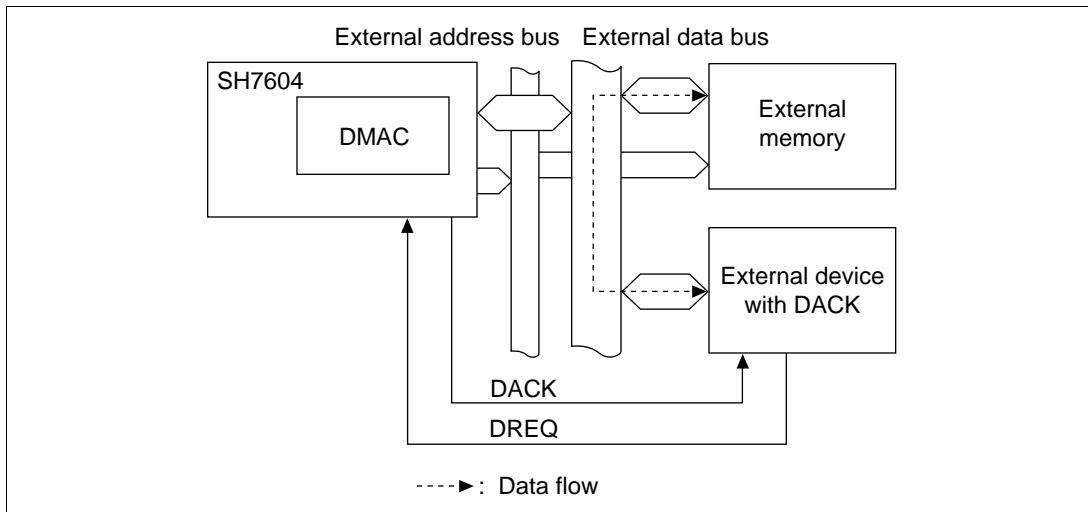 External address bus
External data bus
SH7604
DMAC
External
memory
External device
with DACK
DACK
DREQ
: Data flow